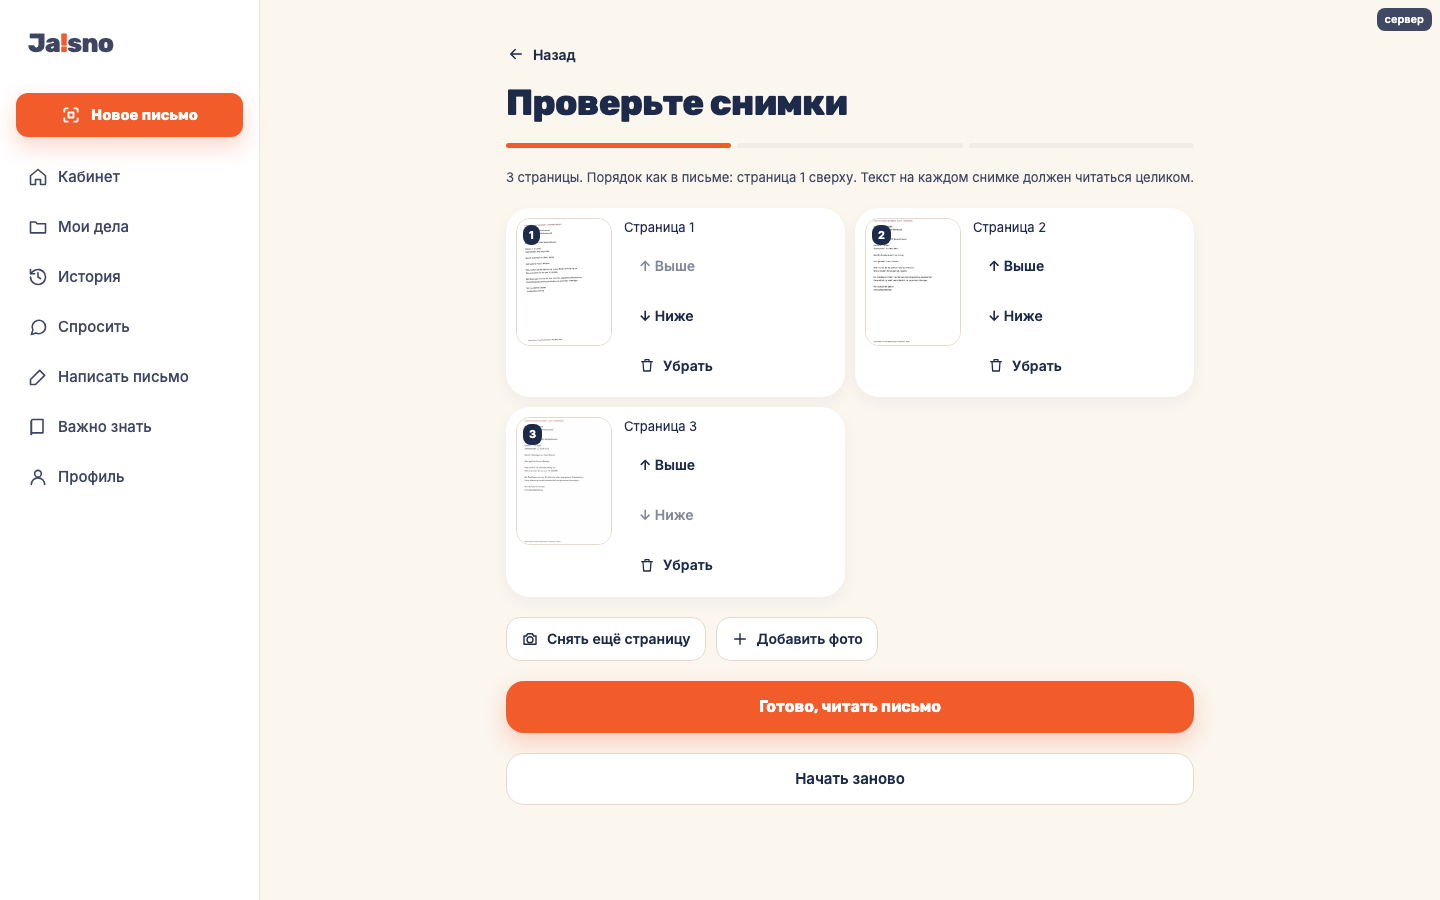 Ja!sno
сервер
Новое письмо
Кабинет
Мои дела
История
Спросить
Написать письмо
Важно знать
Профиль
Назад
Проверьте снимки
3 страницы. Порядок как в письме: страница 1 сверху. Текст на каждом снимке должен читаться целиком.
1
Страница 1
↑ Выше
↓ Ниже
Убрать
2
Страница 2
↑ Выше
↓ Ниже
Убрать
3
Страница 3
↑ Выше
↓ Ниже
Убрать
Снять ещё страницу
Добавить фото
Готово, читать письмо
Начать заново